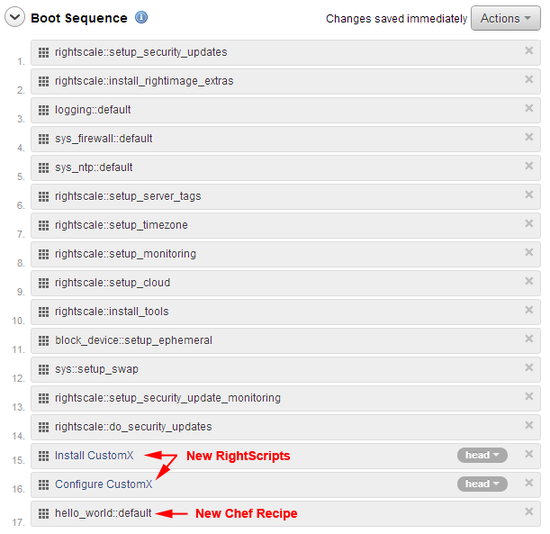 Boot Sequence Changes saved immediately Actions
1. rightscale::setup_security_updates
2. rightscale::install_rightimage_extras
3. logging::default
4. sys_firewall::default
5. sys_ntp::default
6. rightscale::setup_server_tags
7. rightscale::setup_timezone
8. rightscale::setup_monitoring
9. rightscale::setup_cloud
10. rightscale::install_tools
11. block_device::setup_ephemeral
12. sys::setup_swap
13. rightscale::setup_security_update_monitoring
14. rightscale::do_security_updates
15. Install CustomX New RightScripts head
16. Configure CustomX head
17. hello_world::default New Chef Recipe